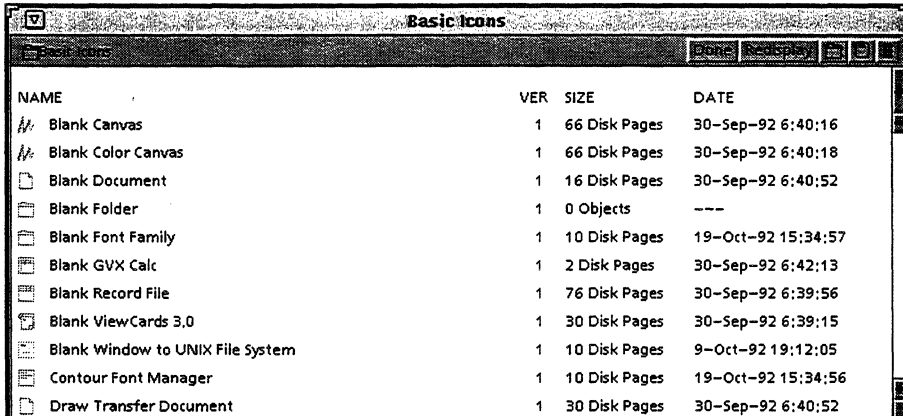 Basic Icons
Basic Icons Done Redisplay
NAME VER SIZE DATE
Blank Canvas 1 66 Disk Pages 30-Sep-92 6:40:16
Blank Color Canvas 1 66 Disk Pages 30-Sep-92 6:40:18
Blank Document 1 16 Disk Pages 30-Sep-92 6:40:52
Blank Folder 1 0 Objects ---
Blank Font Family 1 10 Disk Pages 19-Oct-92 15:34:57
Blank GVX Calc 1 2 Disk Pages 30-Sep-92 6:42:13
Blank Record File 1 76 Disk Pages 30-Sep-92 6:39:56
Blank ViewCards 3.0 1 30 Disk Pages 30-Sep-92 6:39:15
Blank Window to UNIX File System 1 10 Disk Pages 9-Oct-92 19:12:05
Contour Font Manager 1 10 Disk Pages 19-Oct-92 15:34:56
Draw Transfer Document 1 30 Disk Pages 30-Sep-92 6:40:52